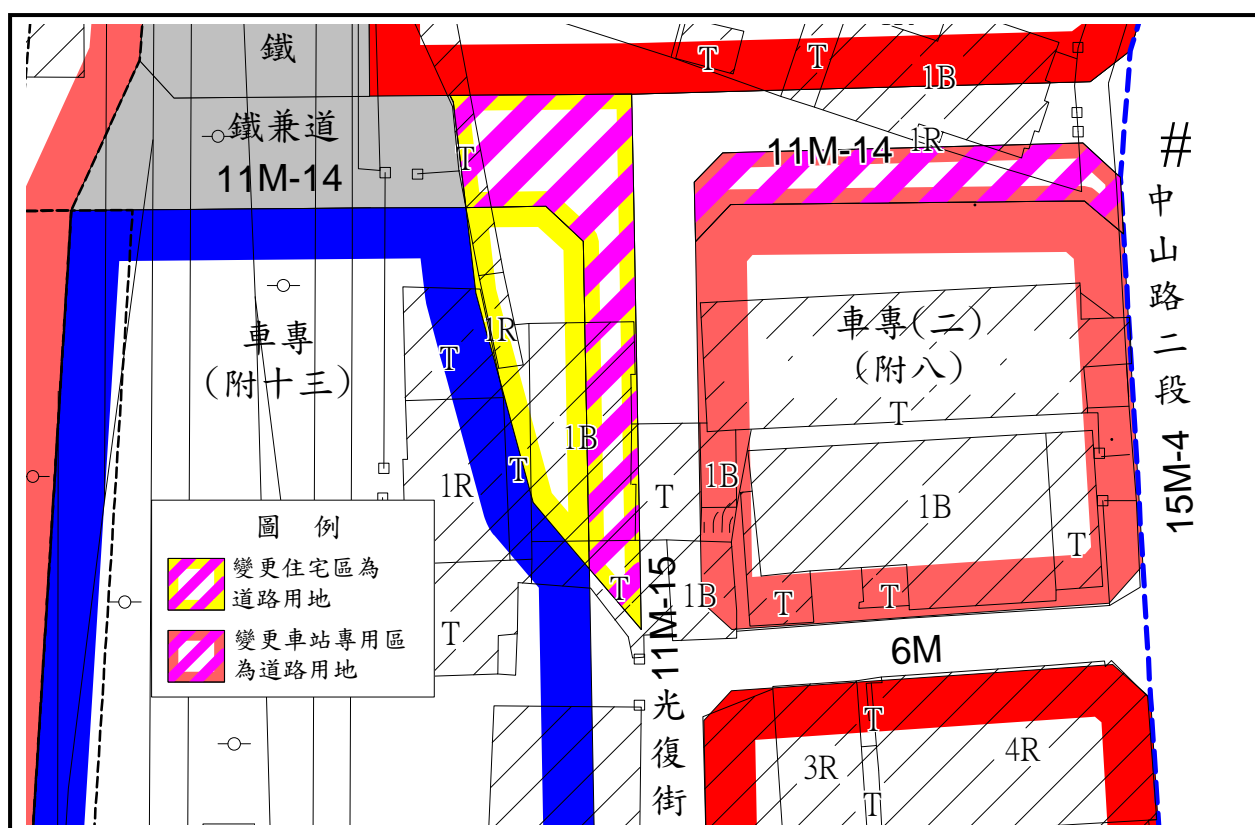 鐵
T
T
1B
鐵兼道
11M-14
T
11M-14
1R
#
中山路二段
15M-4
車專
(附十三)
T
1R
車專(二)
(附八)
T
1B
T
1R
T
1B
1B
T
圖 例
變更住宅區為
道路用地
變更車站專用區
為道路用地
T
T
1B
T
T
11M-15
光復街
6M
T
3R
4R
T